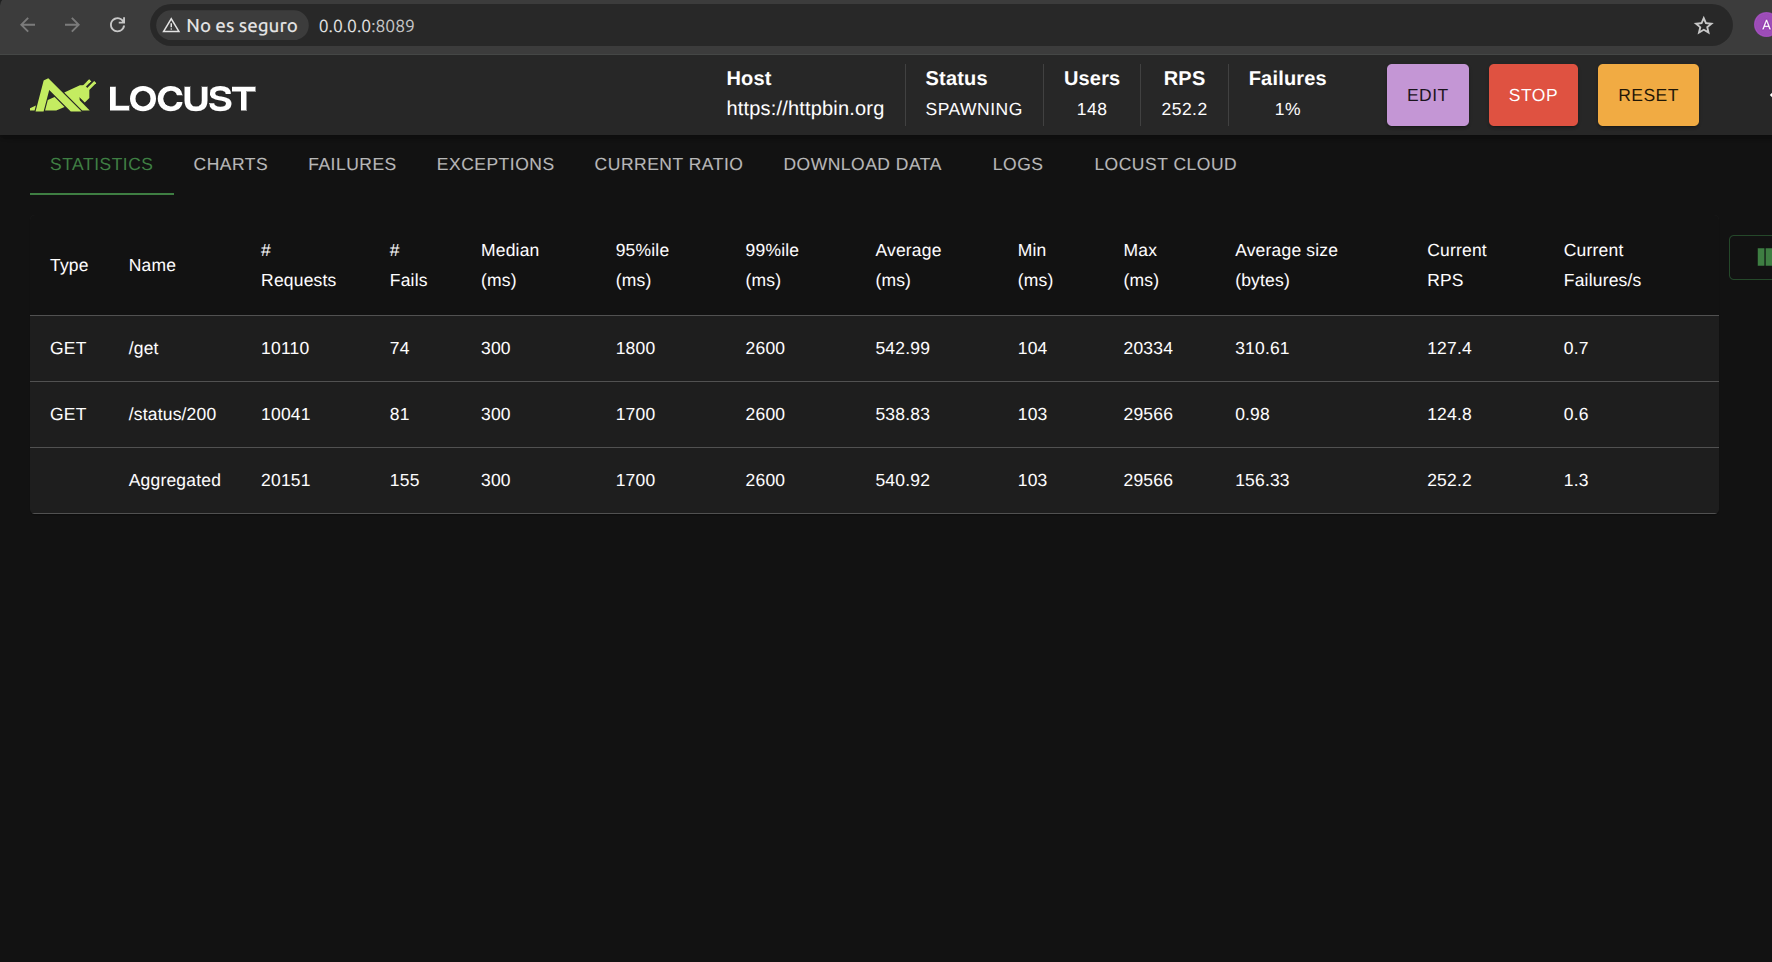 No es seguro 0.0.0.0:8089
A
LOCUST
Host
https://httpbin.org
Status
SPAWNING
Users
148
RPS
252.2
Failures
1%
EDIT
STOP
RESET
STATISTICS CHARTS FAILURES EXCEPTIONS CURRENT RATIO DOWNLOAD DATA LOGS LOCUST CLOUD
Type Name # Requests # Fails Median (ms) 95%ile (ms) 99%ile (ms) Average (ms) Min (ms) Max (ms) Average size (bytes) Current RPS Current Failures/s
GET /get 10110 74 300 1800 2600 542.99 104 20334 310.61 127.4 0.7
GET /status/200 10041 81 300 1700 2600 538.83 103 29566 0.98 124.8 0.6
Aggregated 20151 155 300 1700 2600 540.92 103 29566 156.33 252.2 1.3